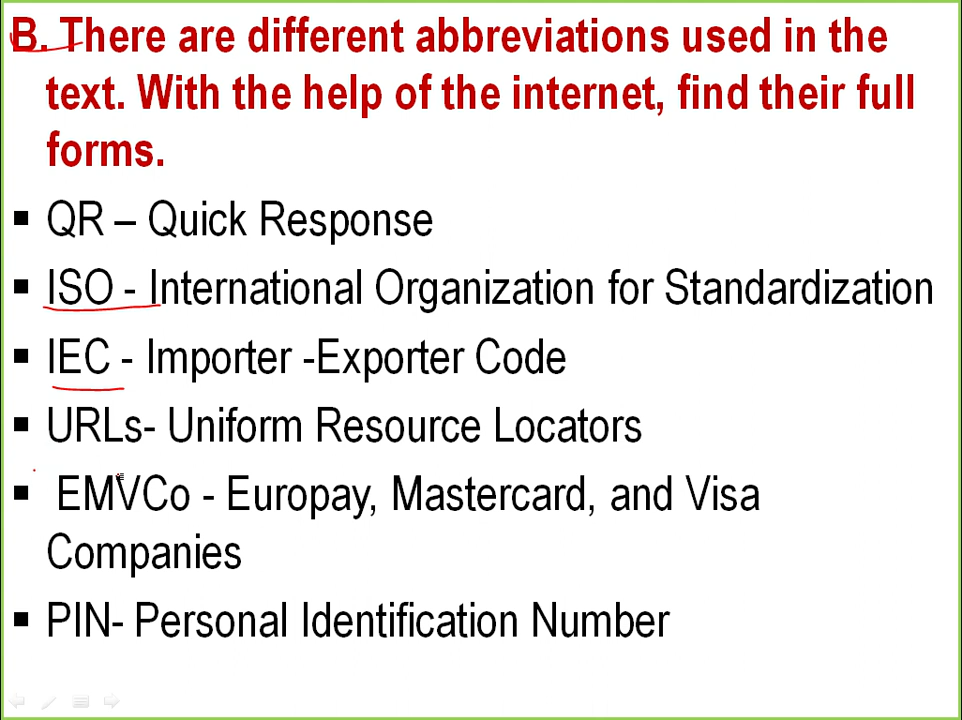 B. There are different abbreviations used in the
text. With the help of the internet, find their full
forms.
▪ QR – Quick Response
▪ ISO - International Organization for Standardization
▪ IEC - Importer -Exporter Code
▪ URLs- Uniform Resource Locators
▪ EMVCo - Europay, Mastercard, and Visa
Companies
▪ PIN- Personal Identification Number